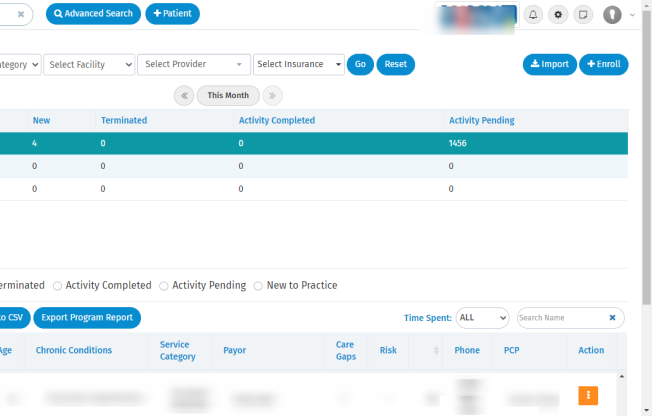 Advanced Search + Patient
ategory Select Facility Select Provider Select Insurance Go Reset Import + Enroll
« This Month »
New Terminated Activity Completed Activity Pending
4 0 0 1456
0 0 0 0
0 0 0 0
erminated Activity Completed Activity Pending New to Practice
to CSV Export Program Report Time Spent: ALL Search Name
Age Chronic Conditions Service Category Payor Care Gaps Risk Phone PCP Action